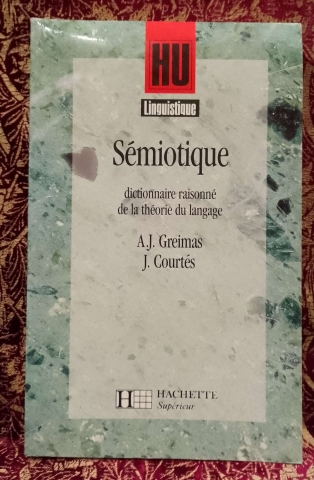 HU
Linguistique
Sémiotique
dictionnaire raisonné
de la théorie du langage
A.J. Greimas
J. Courtés
H HACHETTE
Supérieur